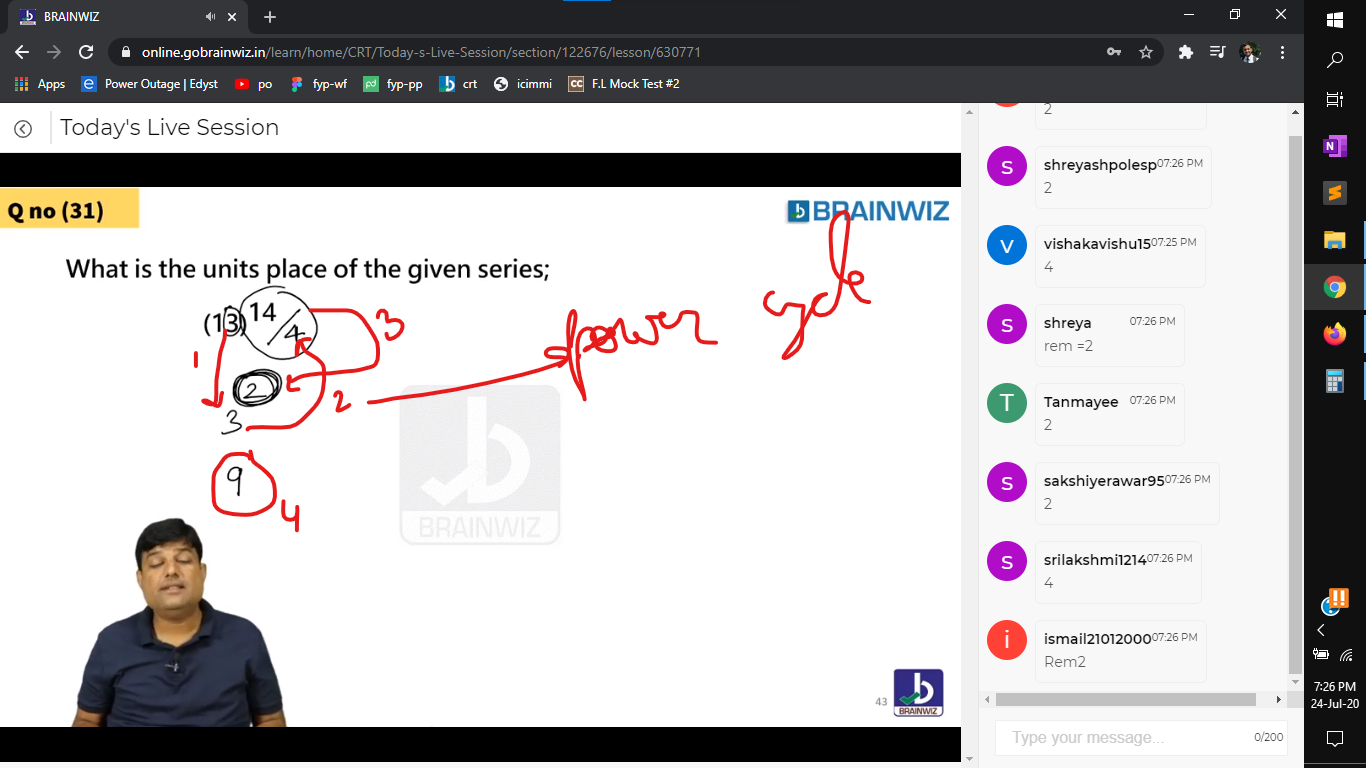 BRAINWIZ
online.gobrainwiz.in/learn/home/CRT/Today-s-Live-Session/section/122676/lesson/630771
Apps Power Outage | Edyst po fyp-wf fyp-pp crt icimmi F.L Mock Test #2
Today's Live Session
Q no (31)
BRAINWIZ
What is the units place of the given series;
(13)14/4
1
3
2
2
3
9
4
power cycle
BRAINWIZ
43
BRAINWIZ
2
shreyashpolesp 07:26 PM
2
vishakavishu15 07:25 PM
4
shreya 07:26 PM
rem =2
Tanmayee 07:26 PM
2
sakshiyerawar95 07:26 PM
2
srilakshmi1214 07:26 PM
4
ismail21012000 07:26 PM
Rem2
Type your message... 0/200
7:26 PM
24-Jul-20